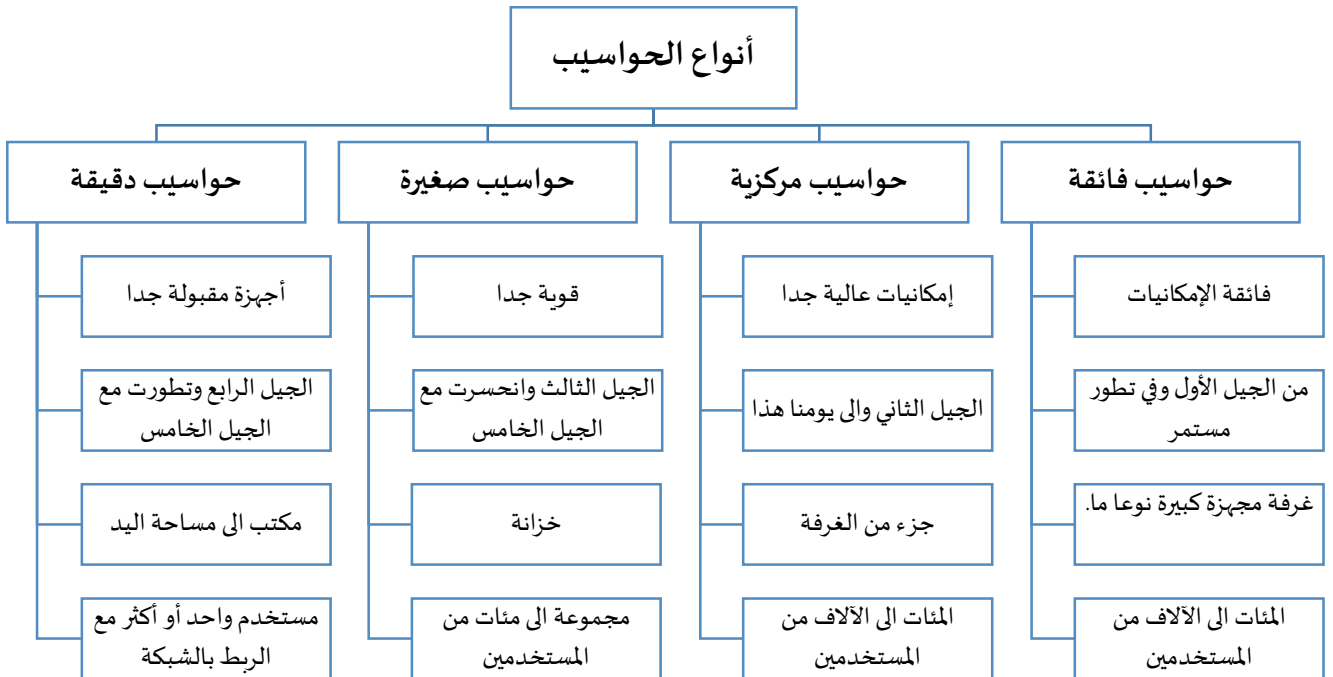 أنواع الحواسيب
حواسيب فائقة
فائقة الإمكانيات
من الجيل الأول وفي تطور
مستمر
غرفة مجهزة كبيرة نوعا ما.
المئات الى الآلاف من
المستخدمين
حواسيب مركزية
إمكانيات عالية جدا
الجيل الثاني والى يومنا هذا
جزء من الغرفة
المئات الى الآلاف من
المستخدمين
حواسيب صغيرة
قوية جدا
الجيل الثالث وانحسرت مع
الجيل الخامس
خزانة
مجموعة الى مئات من
المستخدمين
حواسيب دقيقة
أجهزة مقبولة جدا
الجيل الرابع وتطورت مع
الجيل الخامس
مكتب الى مساحة اليد
مستخدم واحد أو أكثر مع
الربط بالشبكة